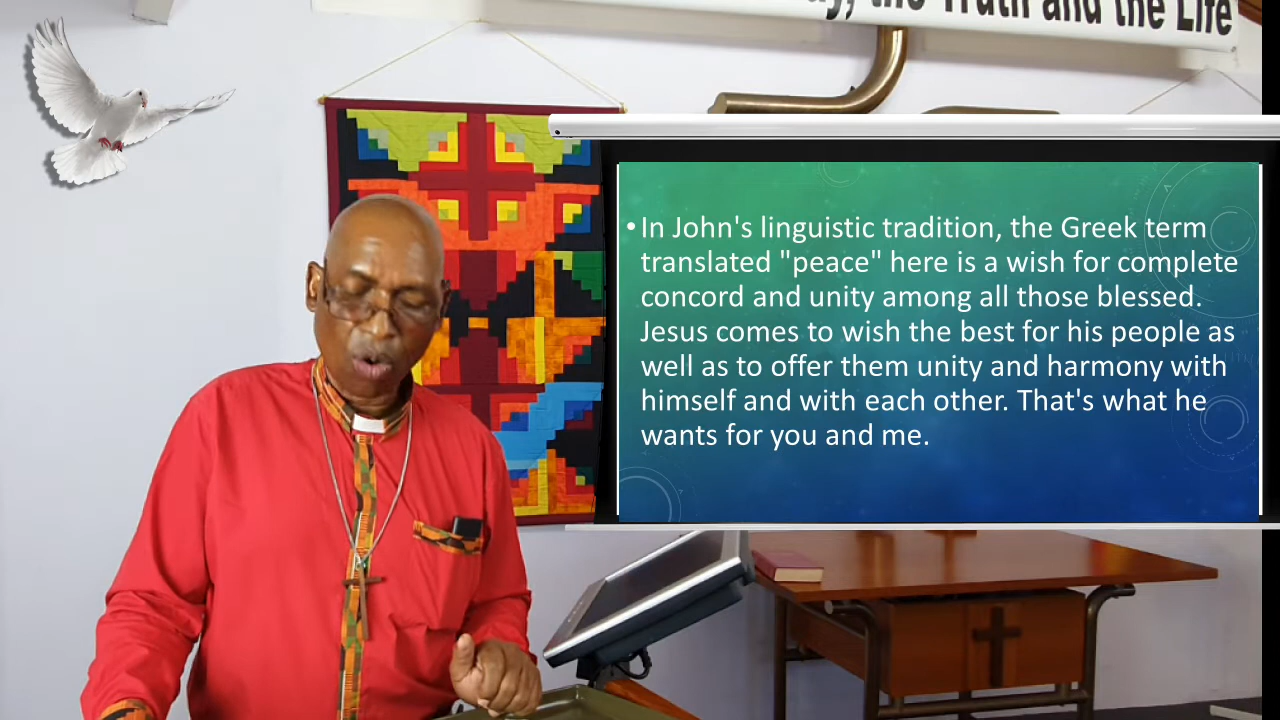 the Truth and the Life
• In John's linguistic tradition, the Greek term
translated "peace" here is a wish for complete
concord and unity among all those blessed.
Jesus comes to wish the best for his people as
well as to offer them unity and harmony with
himself and with each other. That's what he
wants for you and me.